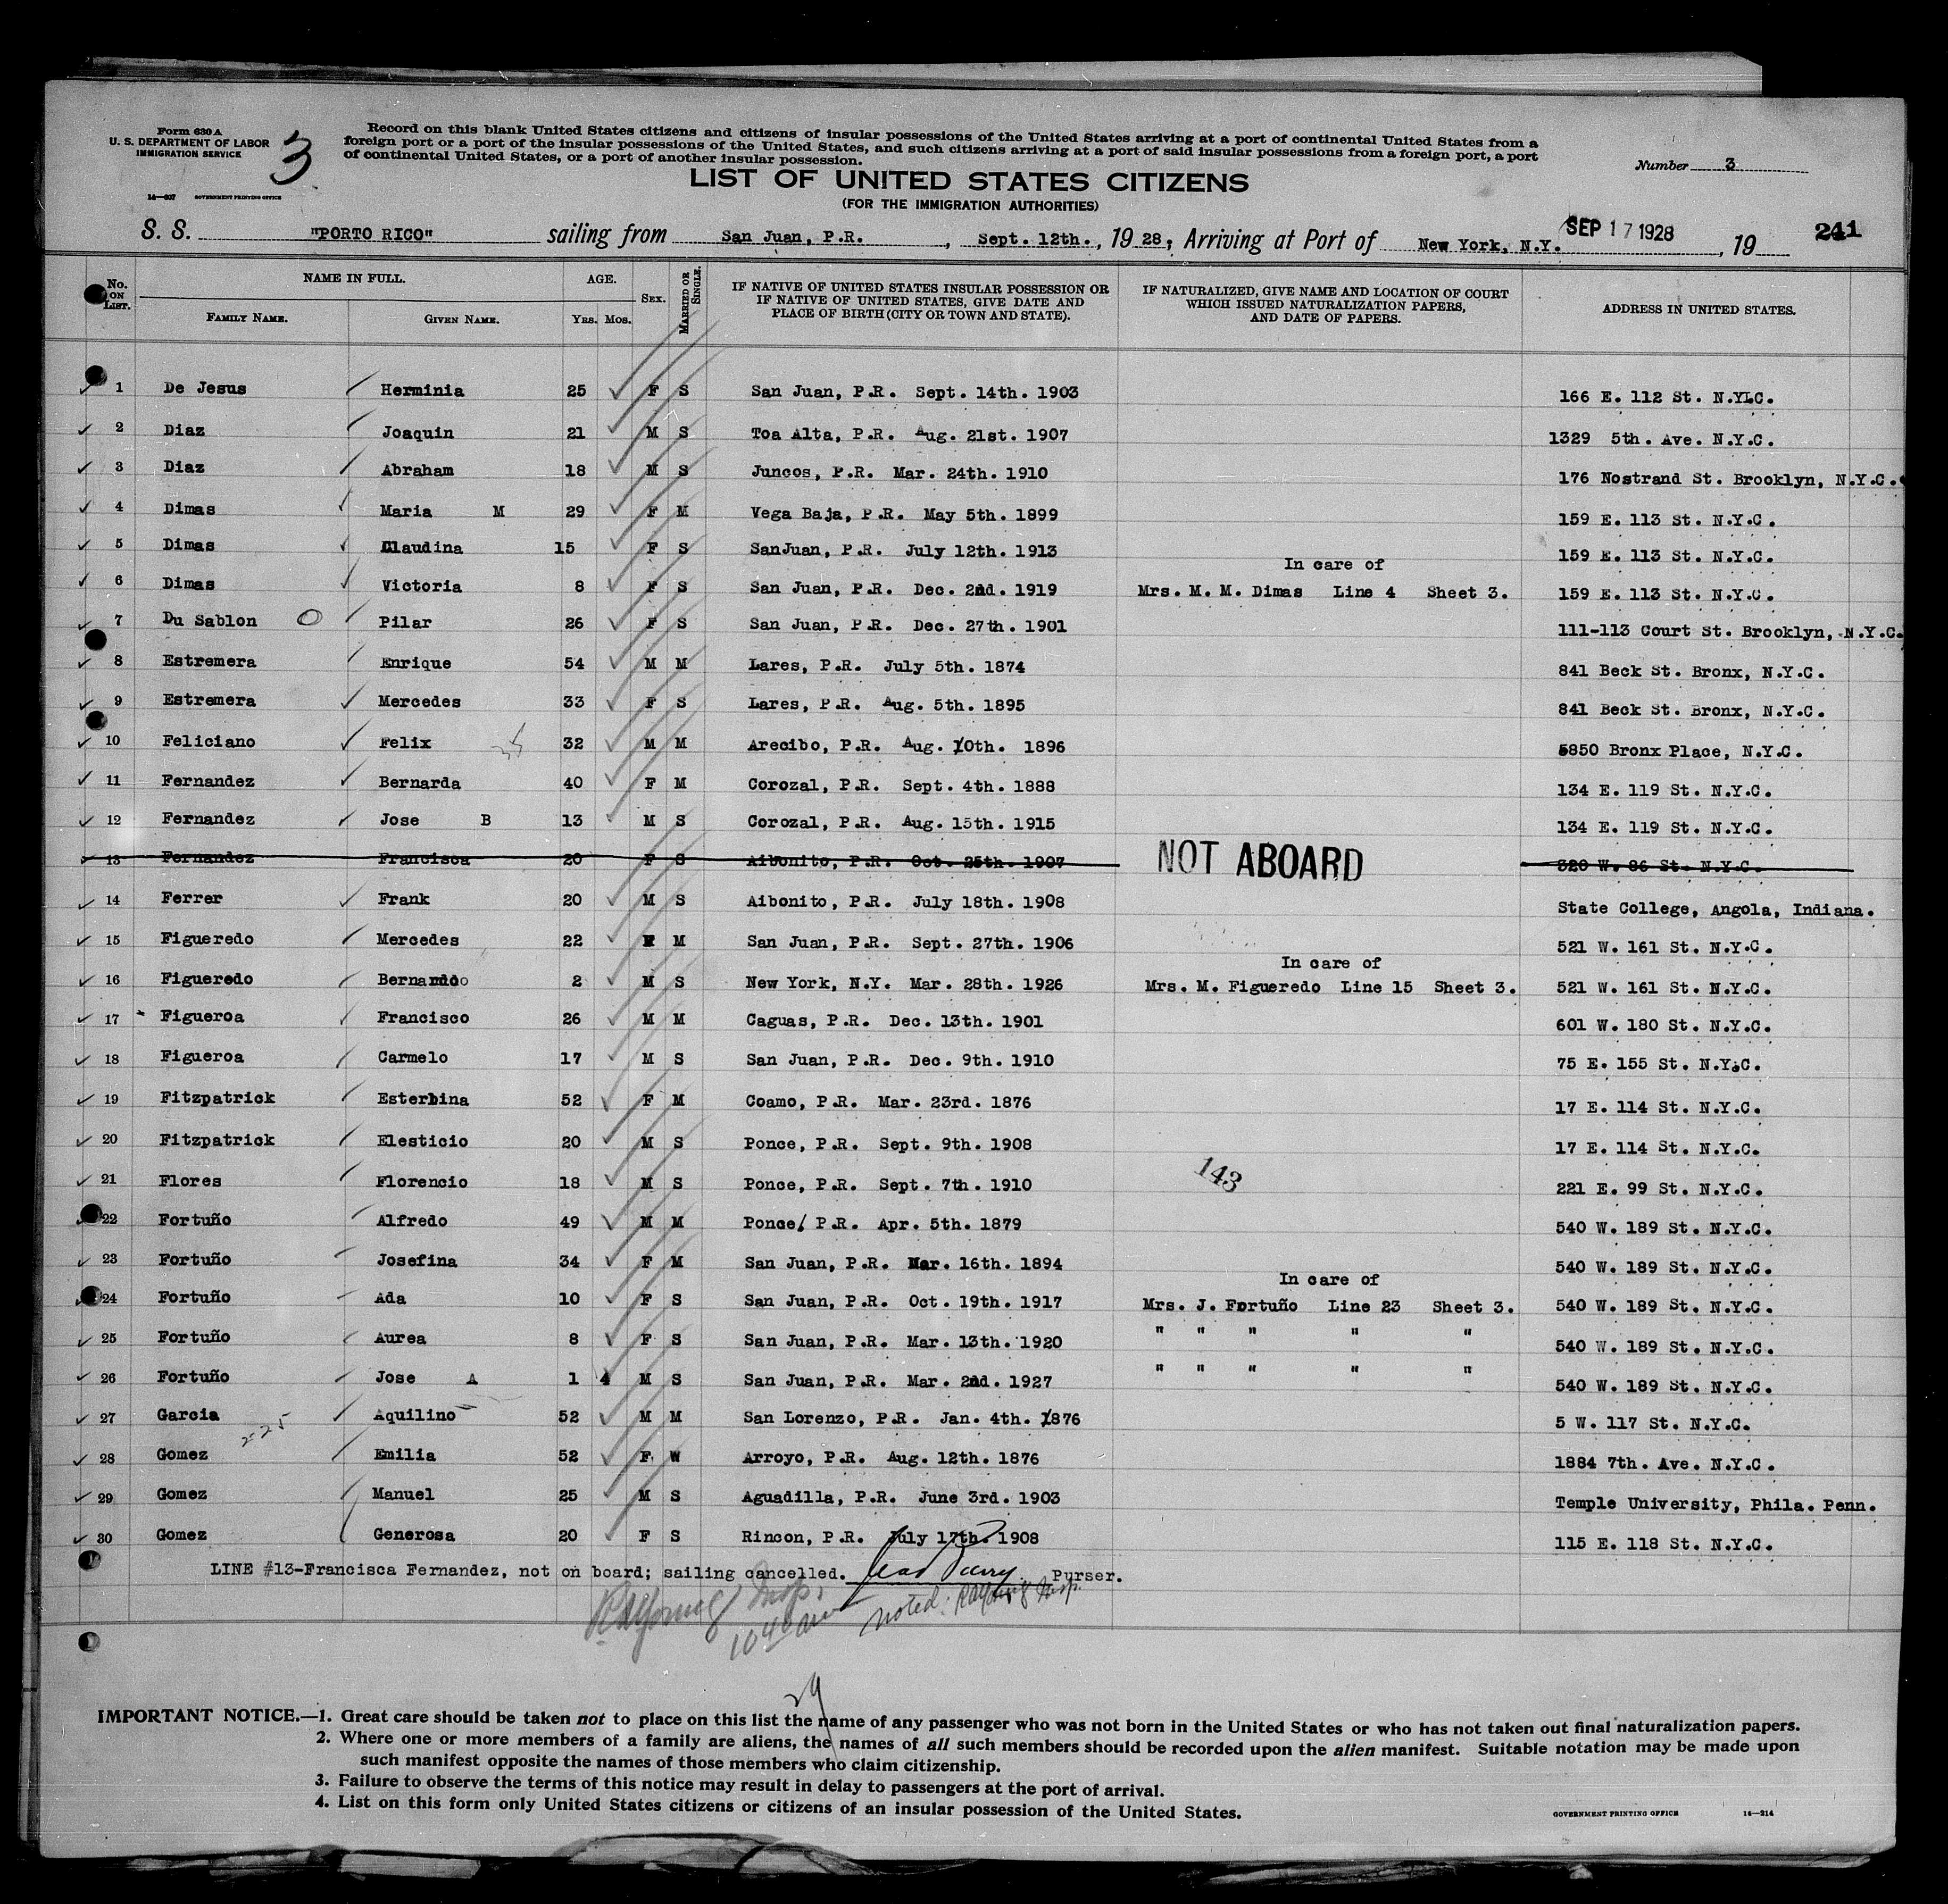 Form 630 A
U. S. DEPARTMENT OF LABOR
IMMIGRATION SERVICE
3
14—607 GOVERNMENT PRINTING OFFICE
Record on this blank United States citizens and citizens of insular possessions of the United States arriving at a port of continental United States from a
foreign port or a port of the insular possessions of the United States, and such citizens arriving at a port of said insular possessions from a foreign port, a port
of continental United States, or a port of another insular possession.
Number 3
LIST OF UNITED STATES CITIZENS
(FOR THE IMMIGRATION AUTHORITIES)
S. S. "PORTO RICO" sailing from San Juan, P.R. , Sept. 12th. , 19 28, Arriving at Port of New York, N.Y. SEP 17 1928 , 19 241
No. ON LIST. NAME IN FULL. FAMILY NAME. GIVEN NAME. AGE. YRS. MOS. SEX. MARRIED OR SINGLE. IF NATIVE OF UNITED STATES INSULAR POSSESSION OR IF NATIVE OF UNITED STATES, GIVE DATE AND PLACE OF BIRTH (CITY OR TOWN AND STATE). IF NATURALIZED, GIVE NAME AND LOCATION OF COURT WHICH ISSUED NATURALIZATION PAPERS, AND DATE OF PAPERS. ADDRESS IN UNITED STATES.
1 De Jesus Herminia 25 F S San Juan, P.R. Sept. 14th. 1903 166 E. 112 St. N.Y.C.
2 Diaz Joaquin 21 M S Toa Alta, P.R. Aug. 21st. 1907 1329 5th. Ave. N.Y.C.
3 Diaz Abraham 18 M S Juncos, P.R. Mar. 24th. 1910 176 Nostrand St. Brooklyn, N.Y.C.
4 Dimas Maria M 29 F M Vega Baja, P.R. May 5th. 1899 159 E. 113 St. N.Y.C.
5 Dimas Claudina 15 F S SanJuan, P.R. July 12th. 1913 159 E. 113 St. N.Y.C.
In care of
6 Dimas Victoria 8 F S San Juan, P.R. Dec. 2nd. 1919 Mrs. M. M. Dimas Line 4 Sheet 3. 159 E. 113 St. N.Y.C.
7 Du Sablon Pilar 26 F S San Juan, P.R. Dec. 27th. 1901 111-113 Court St. Brooklyn, N.Y.C.
8 Estremera Enrique 54 M M Lares, P.R. July 5th. 1874 841 Beck St. Bronx, N.Y.C.
9 Estremera Mercedes 33 F S Lares, P.R. Aug. 5th. 1895 841 Beck St. Bronx, N.Y.C.
10 Feliciano Felix 32 M M Arecibo, P.R. Aug. 10th. 1896 5850 Bronx Place, N.Y.C.
11 Fernandez Bernarda 40 F M Corozal, P.R. Sept. 4th. 1888 134 E. 119 St. N.Y.C.
12 Fernandez Jose B 13 M S Corozal, P.R. Aug. 15th. 1915 134 E. 119 St. N.Y.C.
13 Fernandez Francisca 20 F S Aibonito, P.R. Oct. 25th. 1907 NOT ABOARD 320 W. 86 St. N.Y.C.
14 Ferrer Frank 20 M S Aibonito, P.R. July 18th. 1908 State College, Angola, Indiana.
15 Figueredo Mercedes 22 F M San Juan, P.R. Sept. 27th. 1906 521 W. 161 St. N.Y.C.
In care of
16 Figueredo Bernardo 2 M S New York, N.Y. Mar. 28th. 1926 Mrs. M. Figueredo Line 15 Sheet 3. 521 W. 161 St. N.Y.C.
17 Figueroa Francisco 26 M M Caguas, P.R. Dec. 13th. 1901 601 W. 180 St. N.Y.C.
18 Figueroa Carmelo 17 M S San Juan, P.R. Dec. 9th. 1910 75 E. 155 St. N.Y.C.
19 Fitzpatrick Esterbina 52 F M Coamo, P.R. Mar. 23rd. 1876 17 E. 114 St. N.Y.C.
20 Fitzpatrick Elesticio 20 M S Ponce, P.R. Sept. 9th. 1908 17 E. 114 St. N.Y.C.
21 Flores Florencio 18 M S Ponce, P.R. Sept. 7th. 1910 143 221 E. 99 St. N.Y.C.
22 Fortuño Alfredo 49 M M Ponce, P.R. Apr. 5th. 1879 540 W. 189 St. N.Y.C.
23 Fortuño Josefina 34 F M San Juan, P.R. Mar. 16th. 1894 540 W. 189 St. N.Y.C.
In care of
24 Fortuño Ada 10 F S San Juan, P.R. Oct. 19th. 1917 Mrs. J. Fortuño Line 23 Sheet 3. 540 W. 189 St. N.Y.C.
25 Fortuño Aurea 8 F S San Juan, P.R. Mar. 13th. 1920 " " " " " 540 W. 189 St. N.Y.C.
26 Fortuño Jose A 1 4 M S San Juan, P.R. Mar. 2nd. 1927 " " " " " 540 W. 189 St. N.Y.C.
27 Garcia Aquilino 52 M M San Lorenzo, P.R. Jan. 4th. 1876 5 W. 117 St. N.Y.C.
28 Gomez Emilia 52 F W Arroyo, P.R. Aug. 12th. 1876 1884 7th. Ave. N.Y.C.
29 Gomez Manuel 25 M S Aguadilla, P.R. June 3rd. 1903 Temple University, Phila. Penn.
30 Gomez Generosa 20 F S Rincon, P.R. July 17th. 1908 115 E. 118 St. N.Y.C.
LINE #13-Francisca Fernandez, not on board; sailing cancelled. Purser.
noted:
29
IMPORTANT NOTICE.—1. Great care should be taken not to place on this list the name of any passenger who was not born in the United States or who has not taken out final naturalization papers.
2. Where one or more members of a family are aliens, the names of all such members should be recorded upon the alien manifest. Suitable notation may be made upon
such manifest opposite the names of those members who claim citizenship.
3. Failure to observe the terms of this notice may result in delay to passengers at the port of arrival.
4. List on this form only United States citizens or citizens of an insular possession of the United States.
GOVERNMENT PRINTING OFFICE 14—214